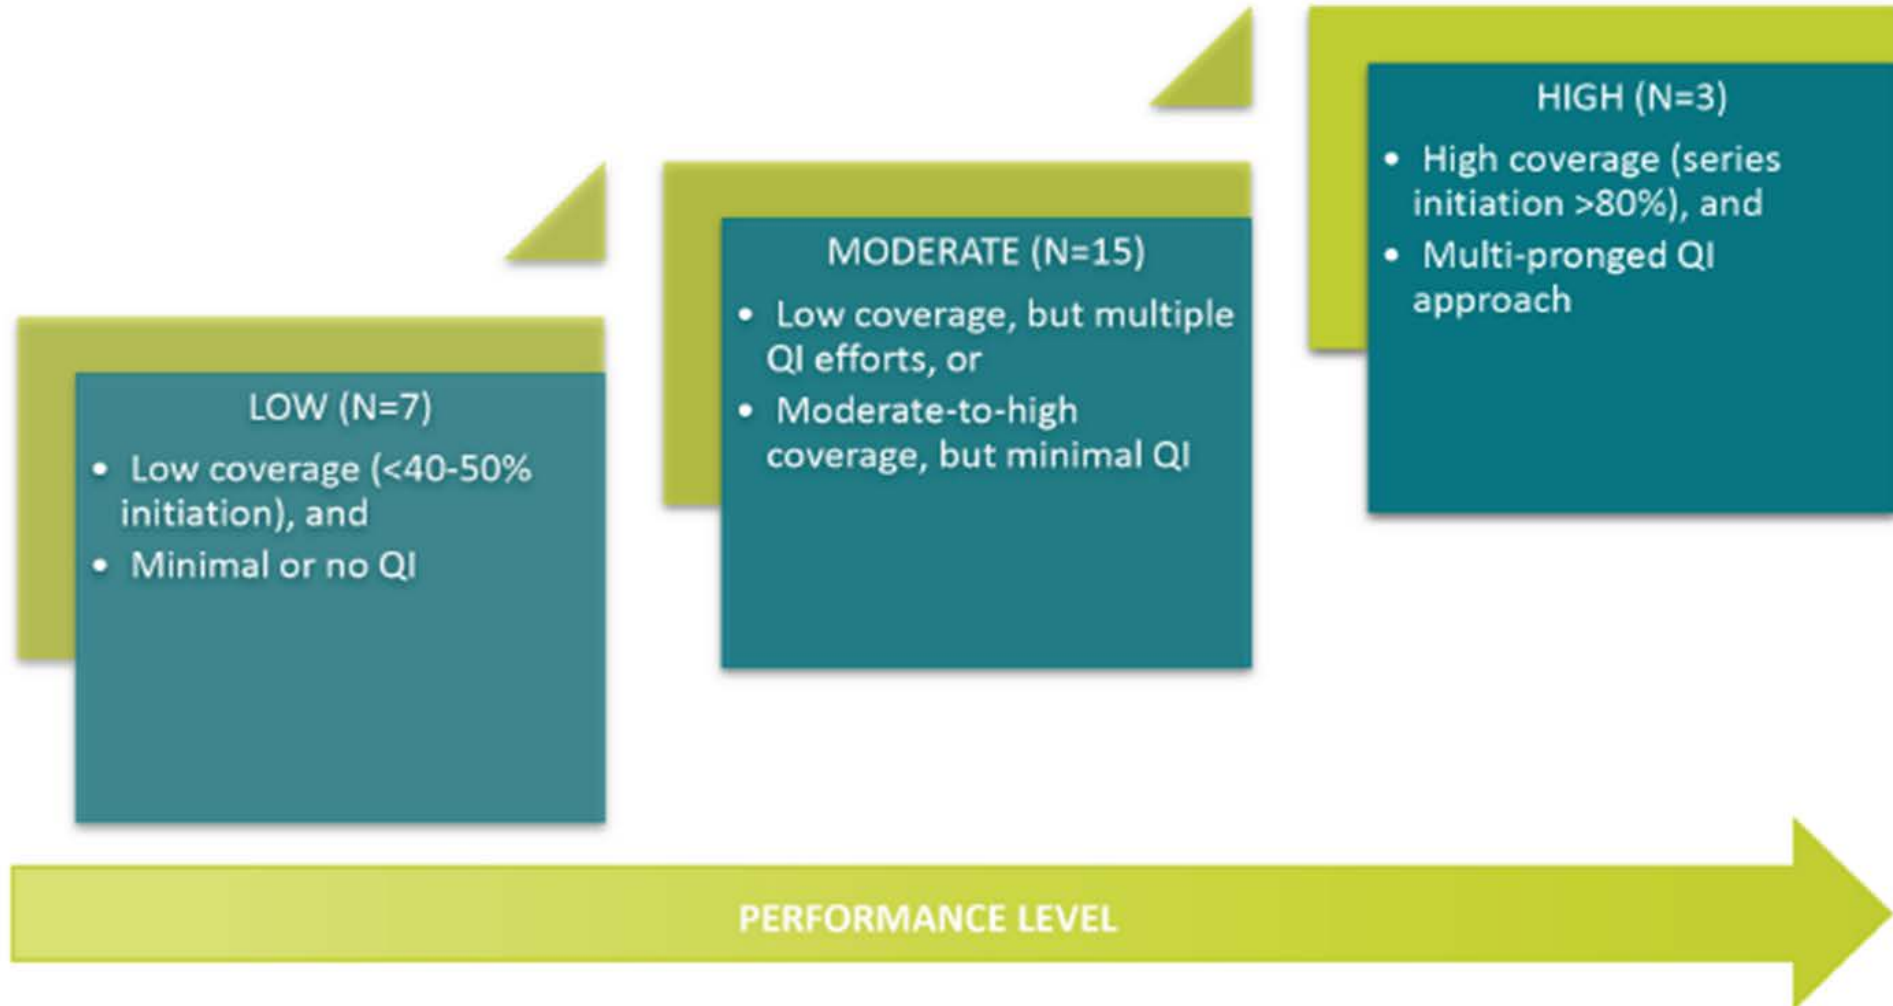 LOW (N=7)
• Low coverage (<40-50%
initiation), and
• Minimal or no QI
MODERATE (N=15)
• Low coverage, but multiple
QI efforts, or
• Moderate-to-high
coverage, but minimal QI
HIGH (N=3)
• High coverage (series
initiation >80%), and
• Multi-pronged QI
approach
PERFORMANCE LEVEL